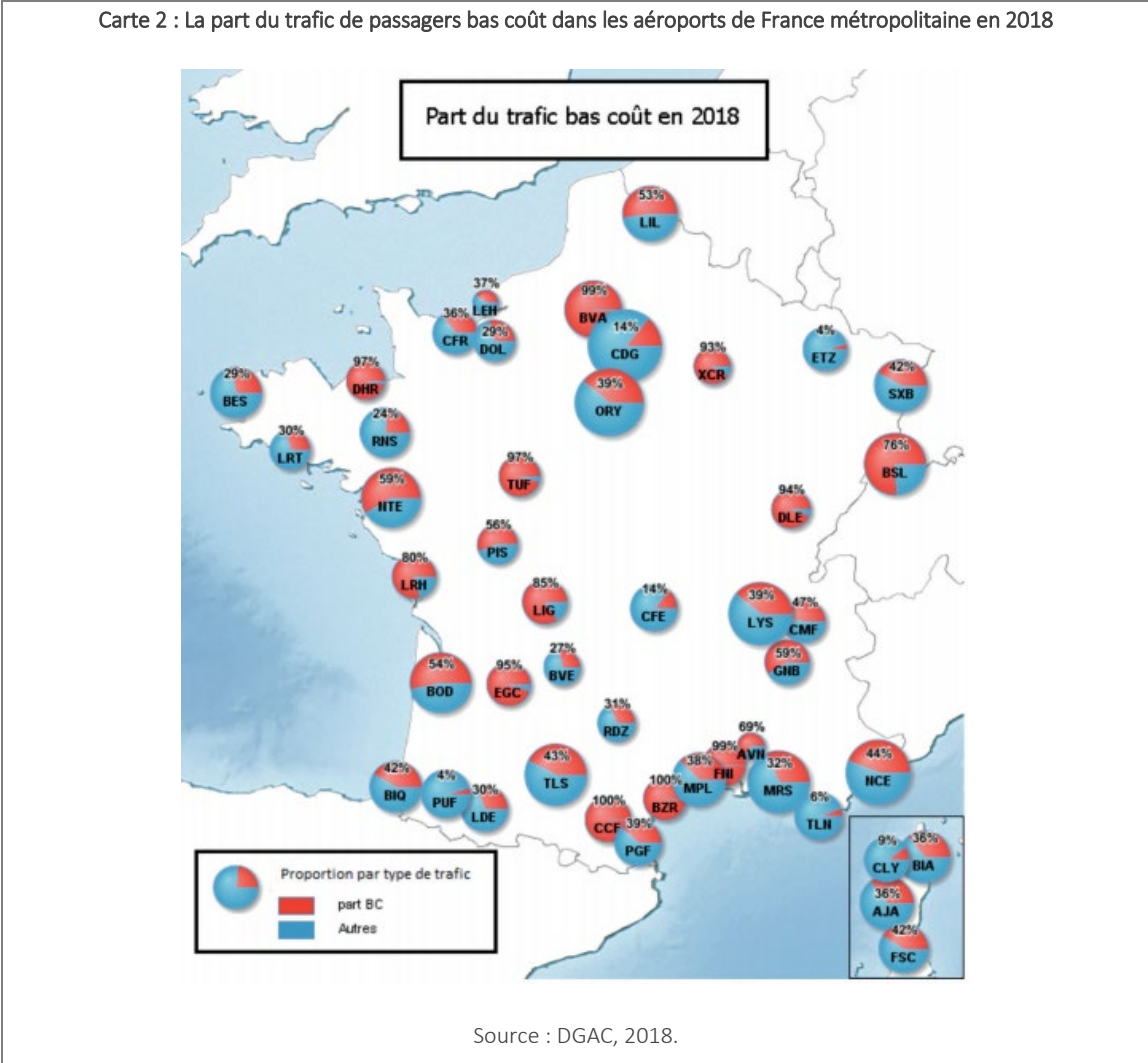 Carte 2 : La part du trafic de passagers bas coût dans les aéroports de France métropolitaine en 2018
Part du trafic bas coût en 2018
53%
LIL
37%
LEH
99%
BVA
36%
CFR
29%
DOL
14%
CDG
4%
ETZ
93%
XCR
97%
DHR
42%
SXB
29%
BES
39%
ORY
24%
RNS
30%
LRT
76%
BSL
97%
TUF
59%
NTE
94%
DLE
56%
PIS
80%
LRH
85%
LIG
14%
CFE
39%
LYS
47%
CMF
59%
GNB
27%
BVE
54%
BOD
95%
EGC
31%
RDZ
69%
AVN
43%
TLS
99%
FNI
38%
MPL
32%
MRS
44%
NCE
42%
BIQ
4%
PUF
30%
LDE
100%
BZR
6%
TLN
100%
CCF
39%
PGF
9%
CLY
36%
BIA
36%
AJA
42%
FSC
Proportion par type de trafic
part BC
Autres
Source : DGAC, 2018.